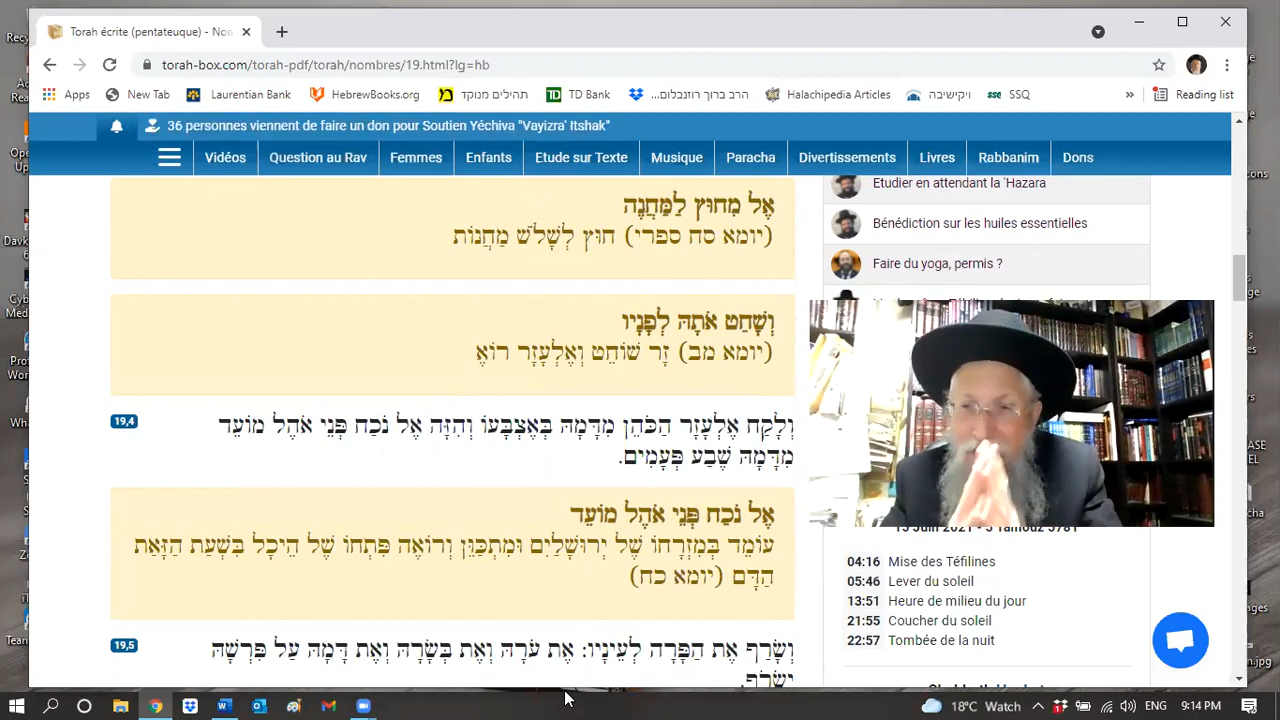 Torah écrite (pentateuque) - Nom
torah-box.com/torah-pdf/torah/nombres/19.html?lg=hb
Apps
New Tab
Laurentian Bank
HebrewBooks.org
תהילים מנוקד
TD Bank
הרב ברוך רוזנבלום...
Halachipedia Articles
ויקישיבה
SSQ
»
Reading list
36 personnes viennent de faire un don pour Soutien Yéchiva "Vayizra' Itshak"
Vidéos
Question au Rav
Femmes
Enfants
Etude sur Texte
Musique
Paracha
Divertissements
Livres
Rabbanim
Dons
אֶל מִחוּץ לַמַּחֲנֶה
(יומא סח ספרי) חוּץ לְשָׁלֹשׁ מַחֲנוֹת
וְשָׁחַט אֹתָהּ לְפָנָיו
(יומא מב) זָר שׁוֹחֵט וְאֶלְעָזָר רוֹאֶ
19,4
וְלָקַח אֶלְעָזָר הַכֹּהֵן מִדָּמָהּ בְּאֶצְבָּעוֹ וְהִזָּה אֶל נֹכַח פְּנֵי אֹהֶל מוֹעֵד
מִדָּמָהּ שֶׁבַע פְּעָמִים.
אֶל נֹכַח פְּנֵי אֹהֶל מוֹעֵד
עוֹמֵד בְּמִזְרָחוֹ שֶׁל יְרוּשָׁלַיִם וּמִתְכַּוֵּן וְרוֹאֶה פִּתְחוֹ שֶׁל הֵיכָל בִּשְׁעַת הַזָּאַת
הַדָּם (יומא כח)
19,5
וְשָׂרַף אֶת הַפָּרָה לְעֵינָיו: אֶת עֹרָהּ וְאֶת בְּשָׂרָהּ וְאֶת דָּמָהּ עַל פִּרְשָׁהּ
יִשְׂרֹף.
Etudier en attendant la 'Hazara
Bénédiction sur les huiles essentielles
Faire du yoga, permis ?
04:16 Mise des Téfilines
05:46 Lever du soleil
13:51 Heure de milieu du jour
21:55 Coucher du soleil
22:57 Tombée de la nuit
18°C Watch
ENG
9:14 PM